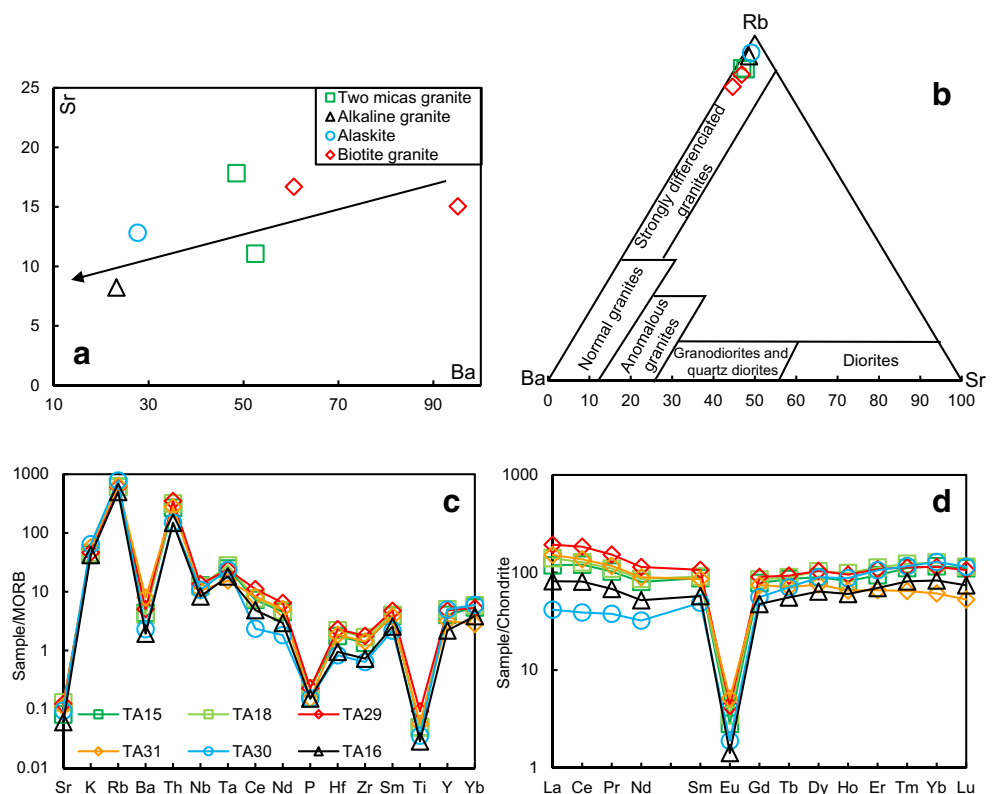 Sr
25
20
15
10
5
0
10 30 50 70 90
Ba
a
Two micas granite
Alkaline granite
Alaskite
Biotite granite
Rb
b
Strongly differenciated
granites
Normal granites
Anomalous
granites
Granodiorites and
quartz diorites
Diorites
Ba
Sr
0 10 20 30 40 50 60 70 80 90 100
c
Sample/MORB
1000
100
10
1
0.1
0.01
TA15 TA18 TA29
TA31 TA30 TA16
Sr K Rb Ba Th Nb Ta Ce Nd P Hf Zr Sm Ti Y Yb
d
Sample/Chondrite
1000
100
10
1
La Ce Pr Nd Sm Eu Gd Tb Dy Ho Er Tm Yb Lu